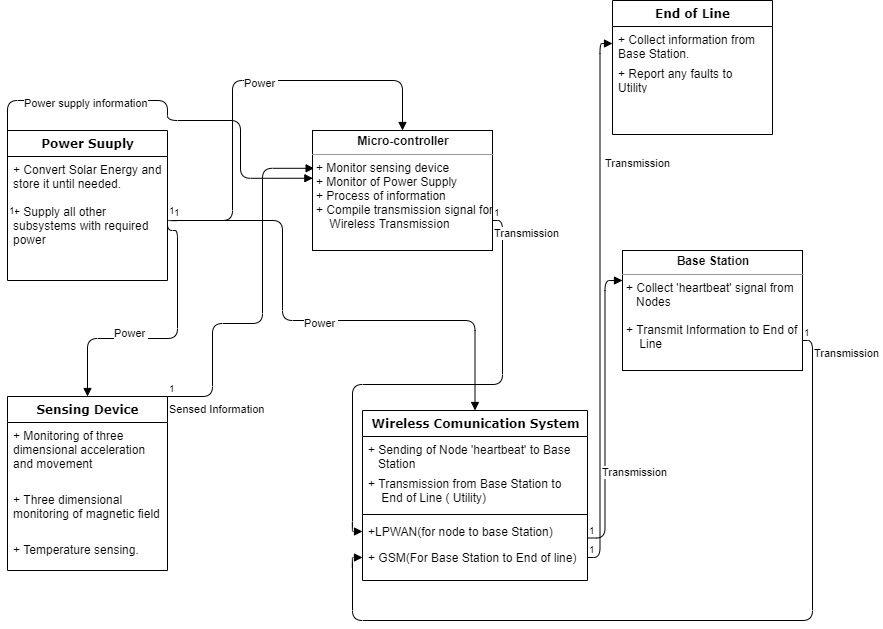 End of Line
+ Collect information from
Base Station.
+ Report any faults to
Utility
Power
Power supply information
Power Suuply
+ Convert Solar Energy and
store it until needed.
1
+ Supply all other
subsystems with required
power
1
1
Micro-controller
+ Monitor sensing device
+ Monitor of Power Supply
+ Process of information
+ Compile transmission signal for
Wireless Transmission
1
Transmission
Transmission
Base Station
+ Collect 'heartbeat' signal from
Nodes
+ Transmit Information to End of
Line
1
Transmission
Power
Power
1
Sensed Information
Sensing Device
+ Monitoring of three
dimensional acceleration
and movement
+ Three dimensional
monitoring of magnetic field
+ Temperature sensing.
Wireless Comunication System
+ Sending of Node 'heartbeat' to Base
Station
+ Transmission from Base Station to
End of Line ( Utility)
+LPWAN(for node to base Station)
+ GSM(For Base Station to End of line)
1
1
Transmission